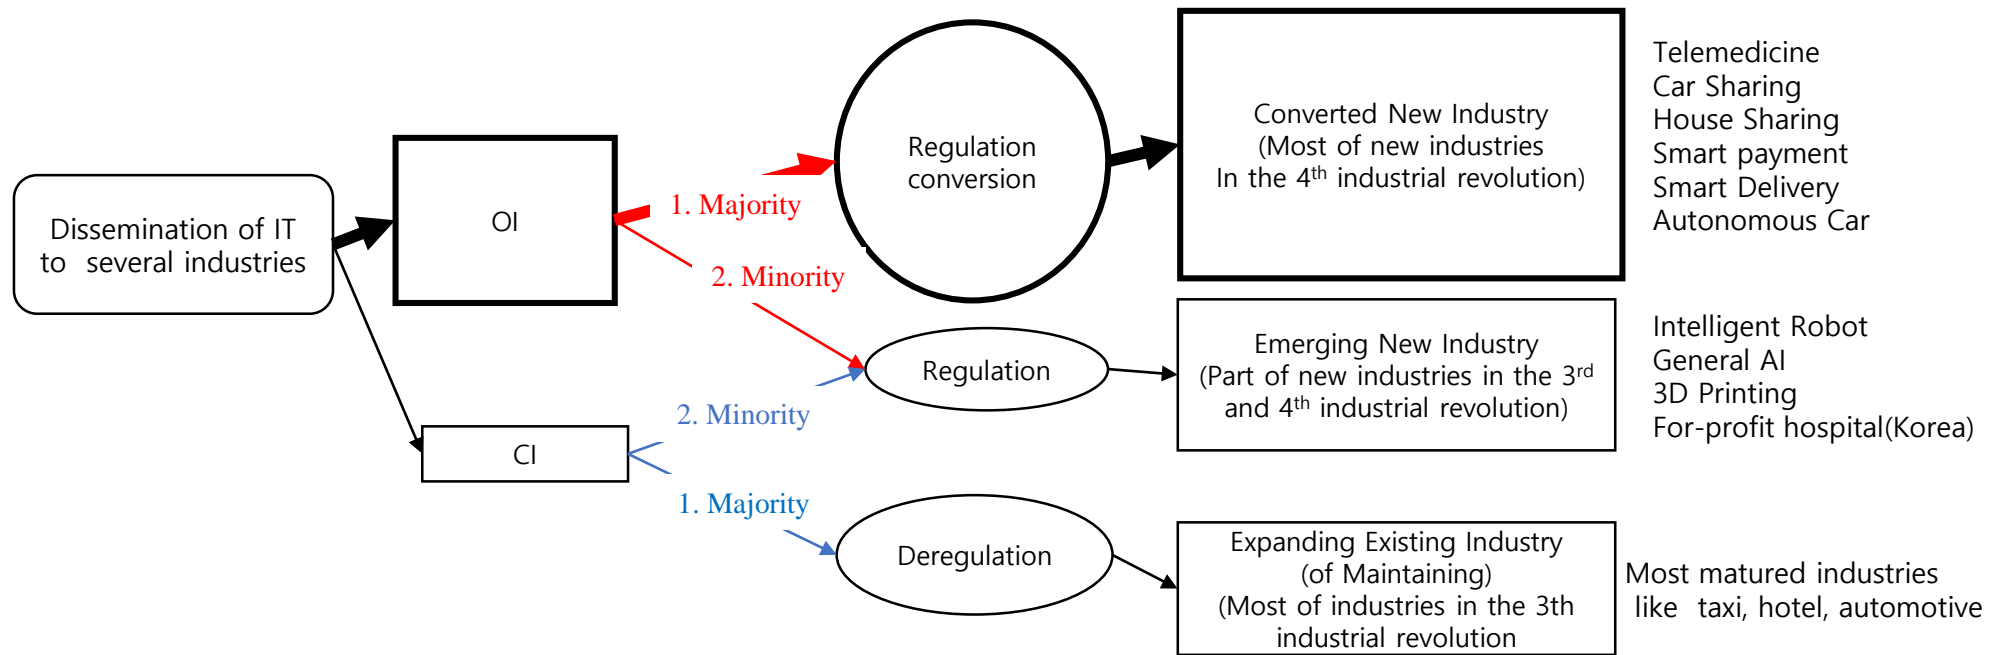 Dissemination of IT
to several industries
OI
CI
1. Majority
2. Minority
2. Minority
1. Majority
Regulation
conversion
Regulation
Deregulation
Converted New Industry
(Most of new industries
In the 4th industrial revolution)
Emerging New Industry
(Part of new industries in the 3rd
and 4th industrial revolution)
Expanding Existing Industry
(of Maintaining)
(Most of industries in the 3th
industrial revolution
Telemedicine
Car Sharing
House Sharing
Smart payment
Smart Delivery
Autonomous Car
Intelligent Robot
General AI
3D Printing
For-profit hospital(Korea)
Most matured industries
like taxi, hotel, automotive